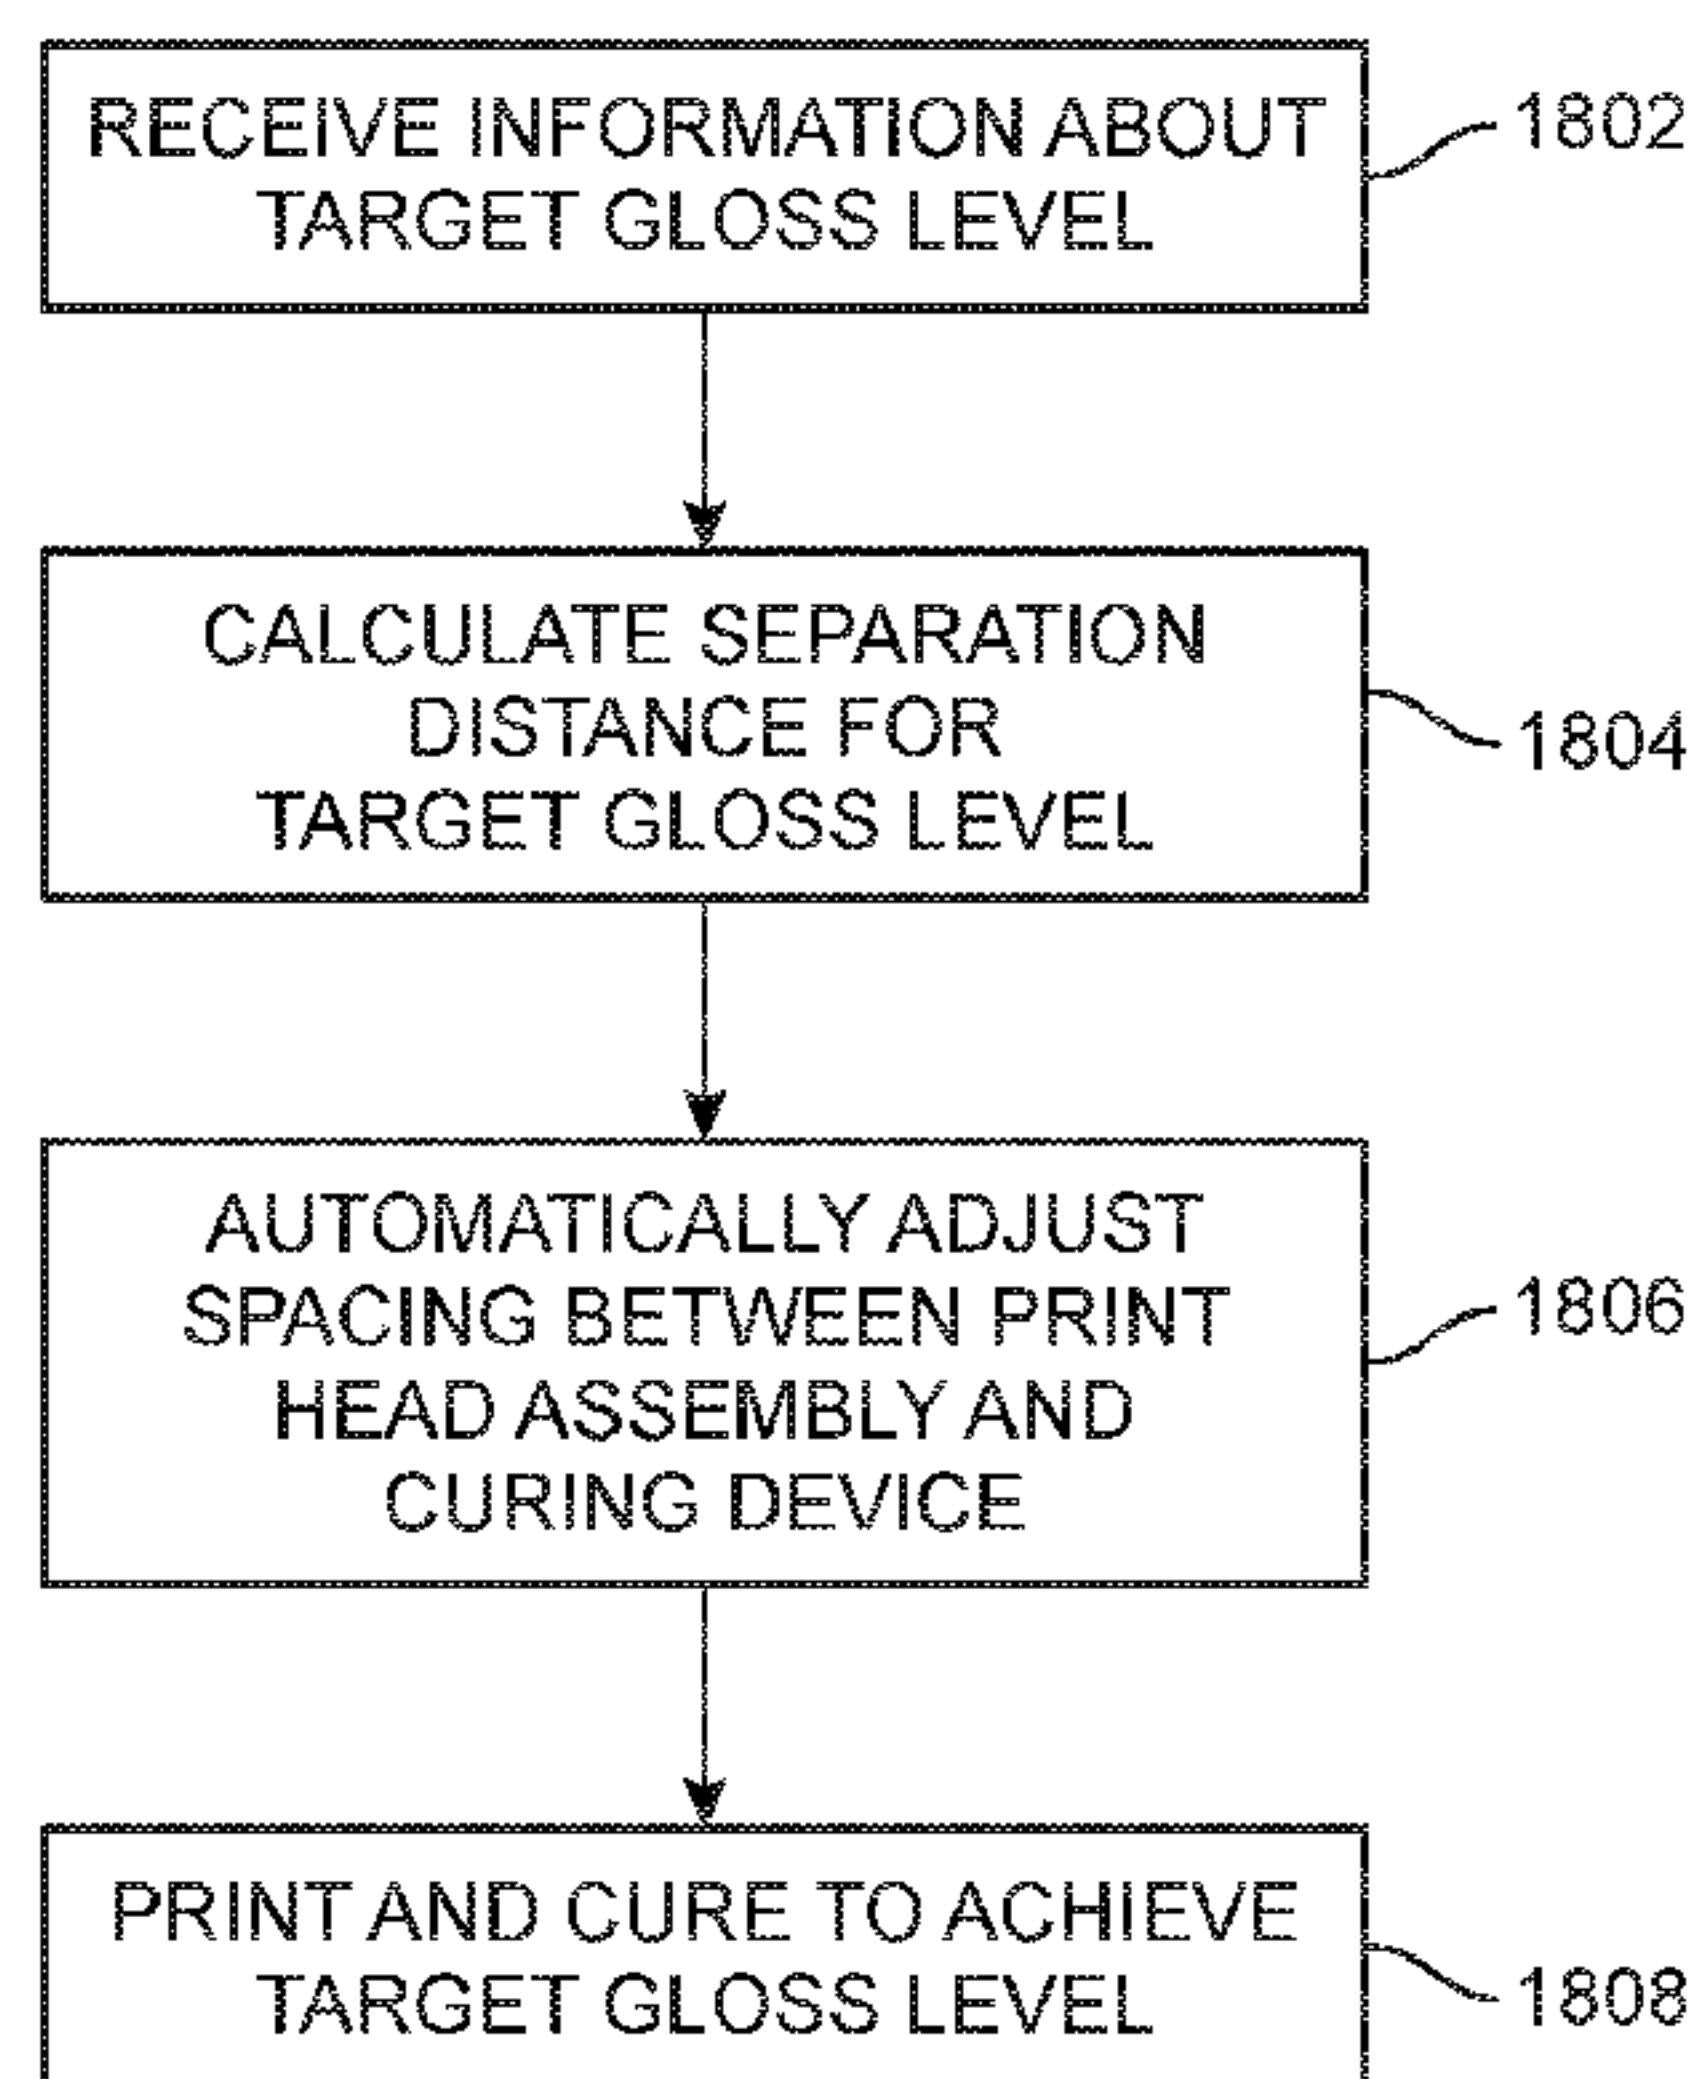 RECEIVE INFORMATION ABOUT
TARGET GLOSS LEVEL
1802
CALCULATE SEPARATION
DISTANCE FOR
TARGET GLOSS LEVEL
1804
AUTOMATICALLY ADJUST
SPACING BETWEEN PRINT
HEAD ASSEMBLY AND
CURING DEVICE
1806
PRINT AND CURE TO ACHIEVE
TARGET GLOSS LEVEL
1808